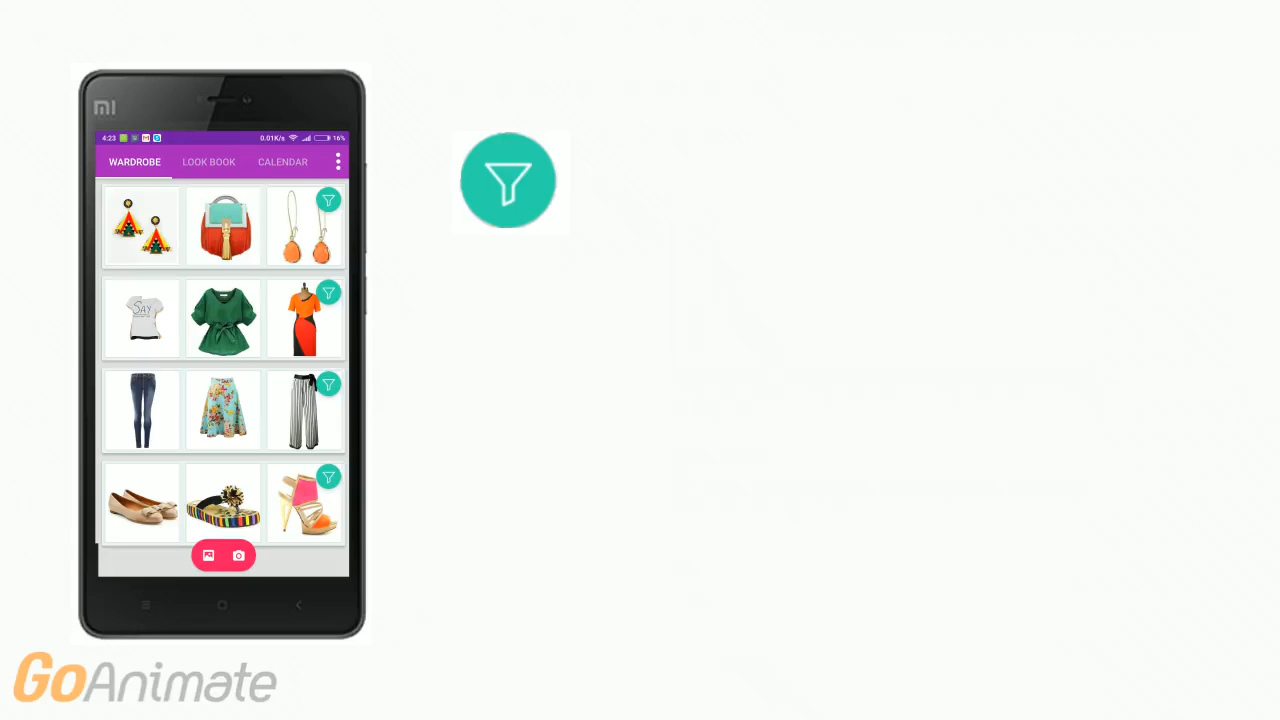 mi
4:23 0.01K/s 16%
WARDROBE LOOK BOOK CALENDAR
SAY
GoAnimate